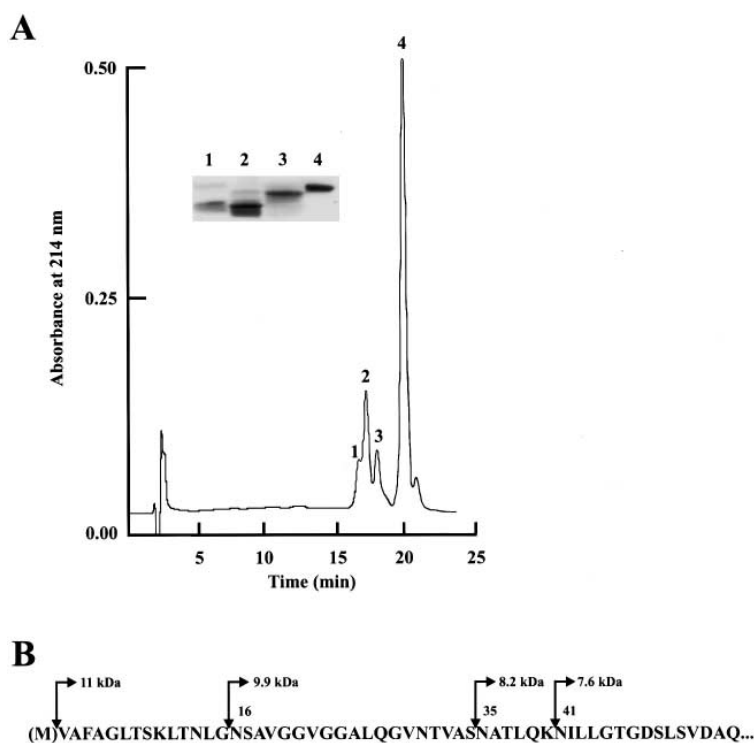 A
0.50
4
1 2 3 4
Absorbance at 214 nm
0.25
2
1
3
0.00
5 10 15 20 25
Time (min)
B
11 kDa 9.9 kDa 8.2 kDa 7.6 kDa
16 35 41
(M)VAFAGLTSKLTNLGNSAVGGVGGALQGVNTVASNATLQKNILLGTGDSLSVDAQ...